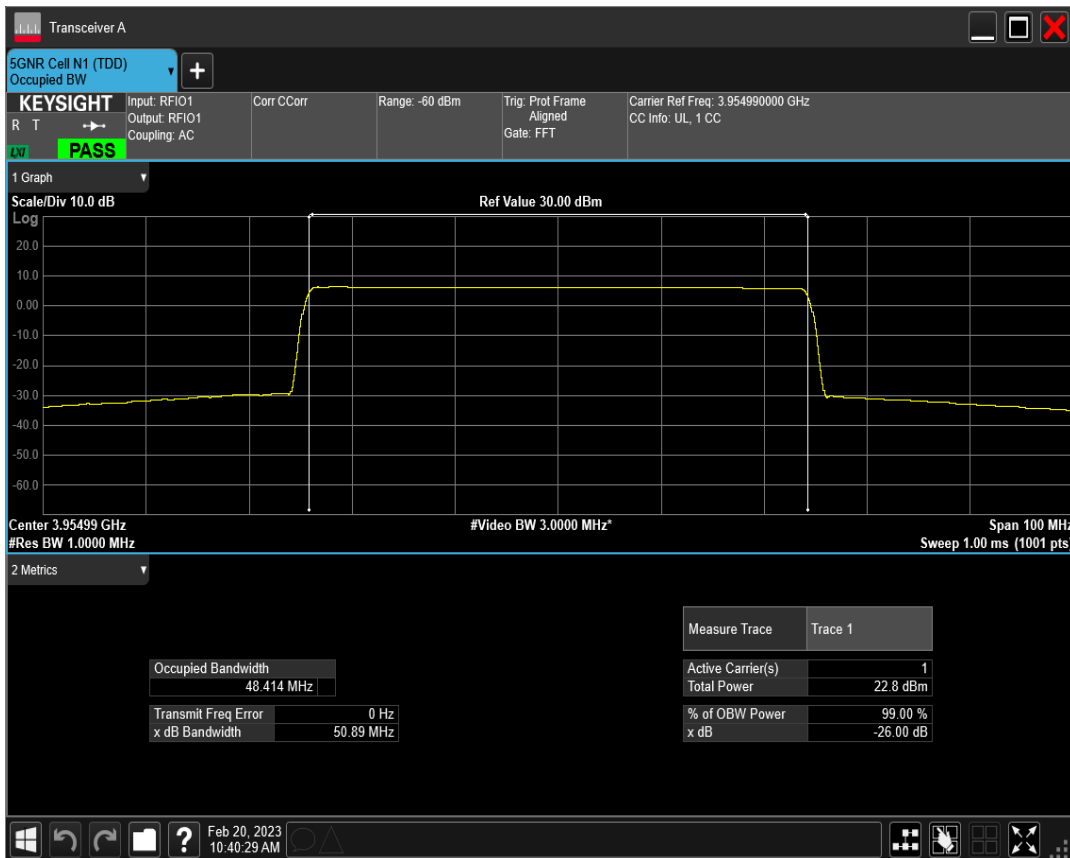 Transceiver A
5GNR Cell N1 (TDD)
Occupied BW
+
KEYSIGHT
R T
LXI
PASS
Input: RFIO1
Output: RFIO1
Coupling: AC
Corr CCorr
Range: -60 dBm
Trig: Prot Frame
Aligned
Gate: FFT
Carrier Ref Freq: 3.954990000 GHz
CC Info: UL, 1 CC
1 Graph
Scale/Div 10.0 dB
Ref Value 30.00 dBm
Log
20.0
10.0
0.00
-10.0
-20.0
-30.0
-40.0
-50.0
-60.0
Center 3.95499 GHz
#Video BW 3.0000 MHz*
Span 100 MHz
#Res BW 1.0000 MHz
Sweep 1.00 ms (1001 pts)
2 Metrics
Measure Trace Trace 1
Occupied Bandwidth
48.414 MHz
Active Carrier(s) 1
Total Power 22.8 dBm
Transmit Freq Error 0 Hz
x dB Bandwidth 50.89 MHz
% of OBW Power 99.00 %
x dB -26.00 dB
?
Feb 20, 2023
10:40:29 AM